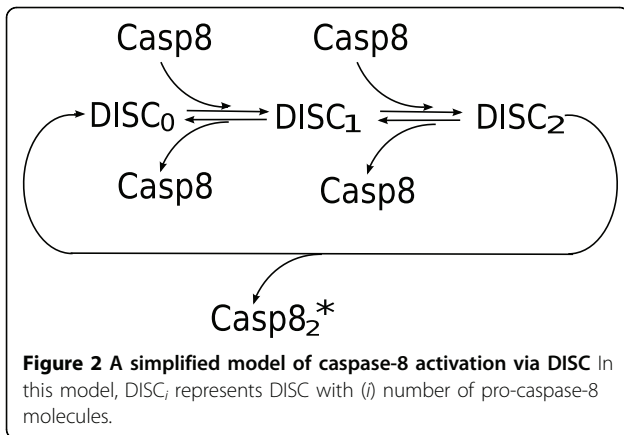 Casp8 Casp8
DISC₀ DISC₁ DISC₂
Casp8 Casp8
Casp8₂*
Figure 2 A simplified model of caspase-8 activation via DISC In
this model, DISCᵢ represents DISC with (i) number of pro-caspase-8
molecules.